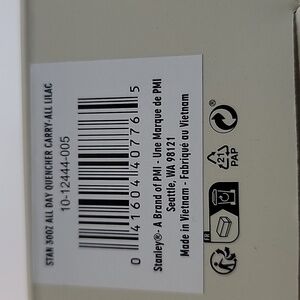 STAN 30OZ ALL DAY QUENCHER CARRY-ALL LILAC
10-12444-005
0 41604 40776 5
Stanley®- A Brand of PMI - Une Marque de PMI
Seattle, WA 98121
Made in Vietnam - Fabriqué au Vietnam
21
PAP
FR